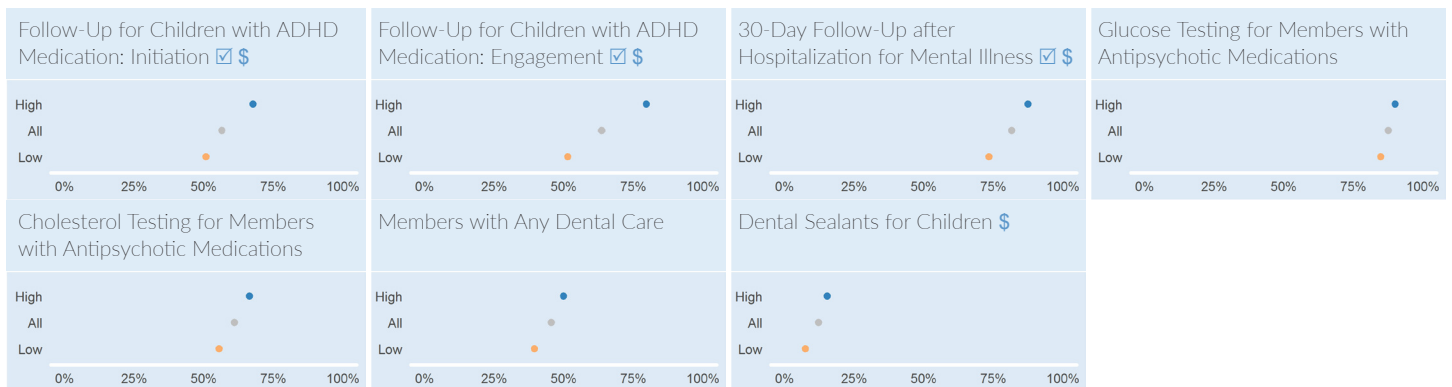 Follow-Up for Children with ADHD
Medication: Initiation ☑ $
High
All
Low
0% 25% 50% 75% 100%
Follow-Up for Children with ADHD
Medication: Engagement ☑ $
High
All
Low
0% 25% 50% 75% 100%
30-Day Follow-Up after
Hospitalization for Mental Illness ☑ $
High
All
Low
0% 25% 50% 75% 100%
Glucose Testing for Members with
Antipsychotic Medications
High
All
Low
0% 25% 50% 75% 100%
Cholesterol Testing for Members
with Antipsychotic Medications
High
All
Low
0% 25% 50% 75% 100%
Members with Any Dental Care
High
All
Low
0% 25% 50% 75% 100%
Dental Sealants for Children $
High
All
Low
0% 25% 50% 75% 100%